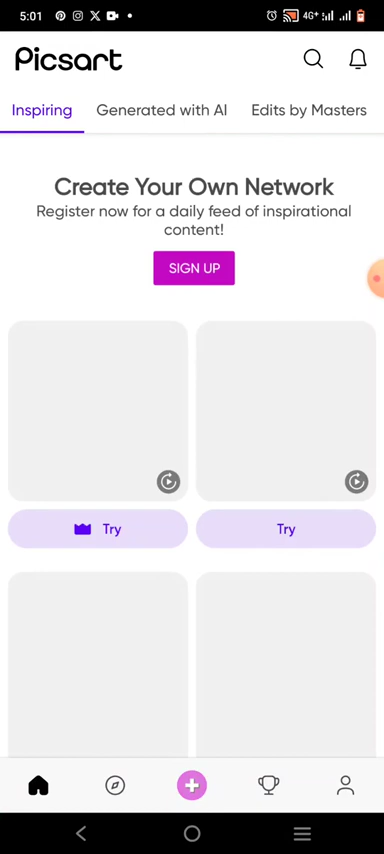 5:01 4G+
Picsart
Inspiring Generated with AI Edits by Masters
Create Your Own Network
Register now for a daily feed of inspirational
content!
SIGN UP
Try Try